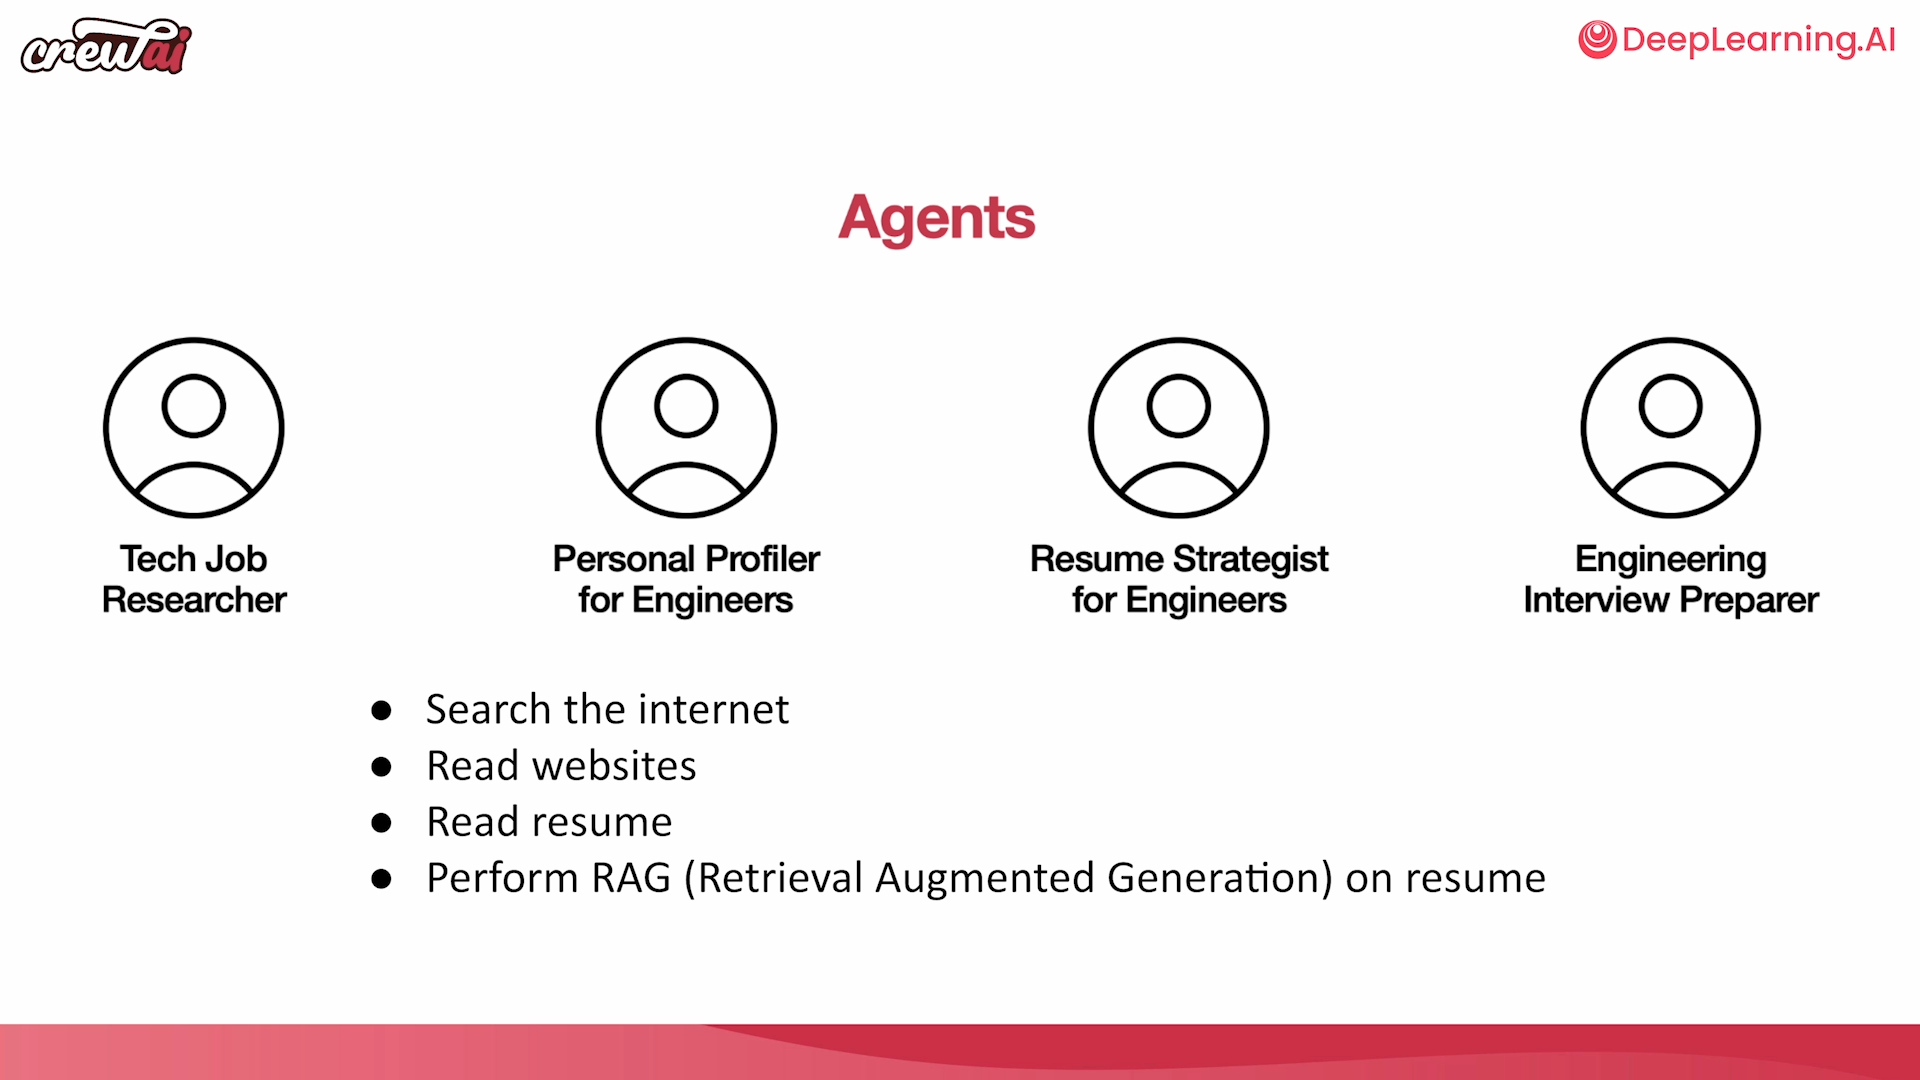 crewai
DeepLearning.AI
Agents
Tech Job
Researcher
Personal Profiler
for Engineers
Resume Strategist
for Engineers
Engineering
Interview Preparer
● Search the internet
● Read websites
● Read resume
● Perform RAG (Retrieval Augmented Generation) on resume